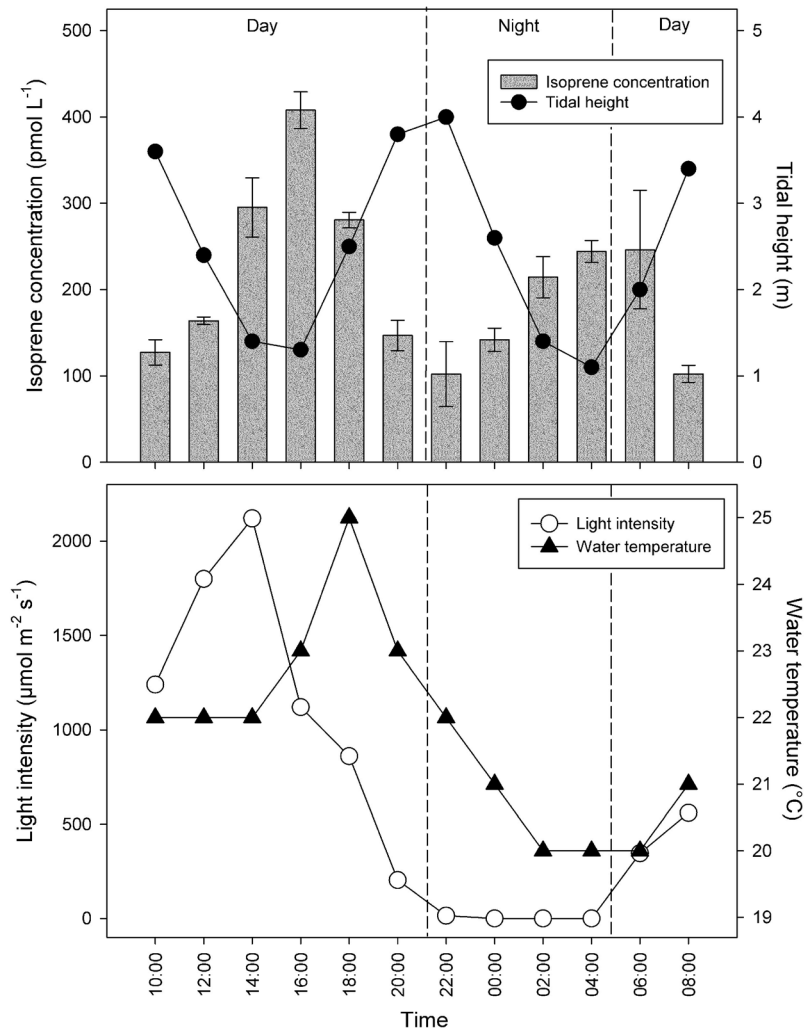 Day Night Day
500
400
300
200
100
0
Isoprene concentration (pmol L⁻¹)
Isoprene concentration
Tidal height
5
4
3
2
1
0
Tidal height (m)
2000
1500
1000
500
0
Light intensity (µmol m⁻² s⁻¹)
Light intensity
Water temperature
25
24
23
22
21
20
19
Water temperature (°C)
10:00 12:00 14:00 16:00 18:00 20:00 22:00 00:00 02:00 04:00 06:00 08:00
Time